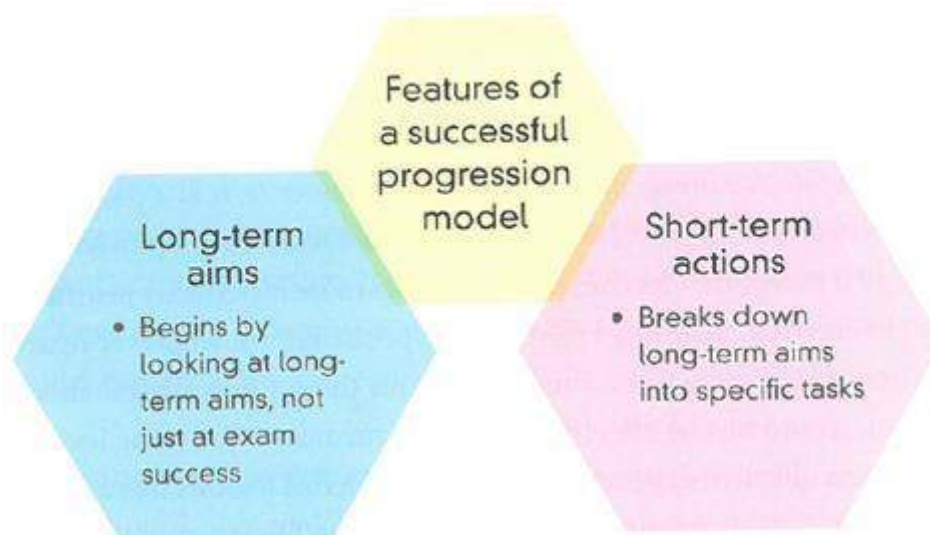 Features of
a successful
progression
model
Long-term
aims
• Begins by
looking at long-
term aims, not
just at exam
success
Short-term
actions
• Breaks down
long-term aims
into specific tasks